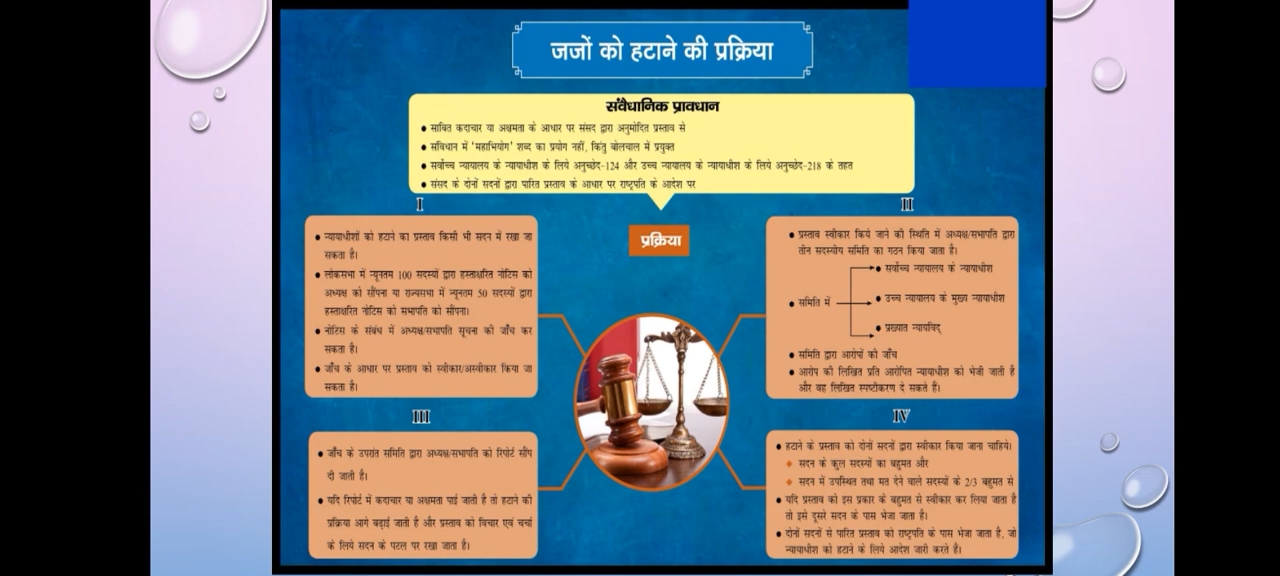 जजों को हटाने की प्रक्रिया
संवैधानिक प्रावधान
● साबित कदाचार या अक्षमता के आधार पर संसद द्वारा अनुमोदित प्रस्ताव से
● संविधान में 'महाभियोग' शब्द का प्रयोग नहीं, किंतु बोलचाल में प्रयुक्त
● सर्वोच्च न्यायालय के न्यायाधीश के लिये अनुच्छेद-124 और उच्च न्यायालय के न्यायाधीश के लिये अनुच्छेद-218 के तहत
● संसद के दोनों सदनों द्वारा पारित प्रस्ताव के आधार पर राष्ट्रपति के आदेश पर
प्रक्रिया
I
● न्यायाधीशों को हटाने का प्रस्ताव किसी भी सदन में रखा जा
सकता है।
● लोकसभा में न्यूनतम 100 सदस्यों द्वारा हस्ताक्षरित नोटिस को
अध्यक्ष को सौंपना या राज्यसभा में न्यूनतम 50 सदस्यों द्वारा
हस्ताक्षरित नोटिस को सभापति को सौंपना।
● नोटिस के संबंध में अध्यक्ष/सभापति सूचना की जाँच कर
सकता है।
● जाँच के आधार पर प्रस्ताव को स्वीकार/अस्वीकार किया जा
सकता है।
II
● प्रस्ताव स्वीकार किये जाने की स्थिति में अध्यक्ष/सभापति द्वारा
तीन सदस्यीय समिति का गठन किया जाता है।
● सर्वोच्च न्यायालय के न्यायाधीश
● समिति में
● उच्च न्यायालय के मुख्य न्यायाधीश
● प्रख्यात न्यायविद्
● समिति द्वारा आरोपों की जाँच
● आरोप की लिखित प्रति आरोपित न्यायाधीश को भेजी जाती है
और वह लिखित स्पष्टीकरण दे सकते हैं।
III
● जाँच के उपरांत समिति द्वारा अध्यक्ष/सभापति को रिपोर्ट सौंप
दी जाती है।
● यदि रिपोर्ट में कदाचार या अक्षमता पाई जाती है तो हटाने की
प्रक्रिया आगे बढ़ाई जाती है और प्रस्ताव को विचार एवं चर्चा
के लिये सदन के पटल पर रखा जाता है।
IV
● हटाने के प्रस्ताव को दोनों सदनों द्वारा स्वीकार किया जाना चाहिये।
◆ सदन के कुल सदस्यों का बहुमत और
◆ सदन में उपस्थित तथा मत देने वाले सदस्यों के 2/3 बहुमत से
● यदि प्रस्ताव को इस प्रकार के बहुमत से स्वीकार कर लिया जाता है
तो इसे दूसरे सदन के पास भेजा जाता है।
● दोनों सदनों से पारित प्रस्ताव को राष्ट्रपति के पास भेजा जाता है, जो
न्यायाधीश को हटाने के लिये आदेश जारी करते हैं।